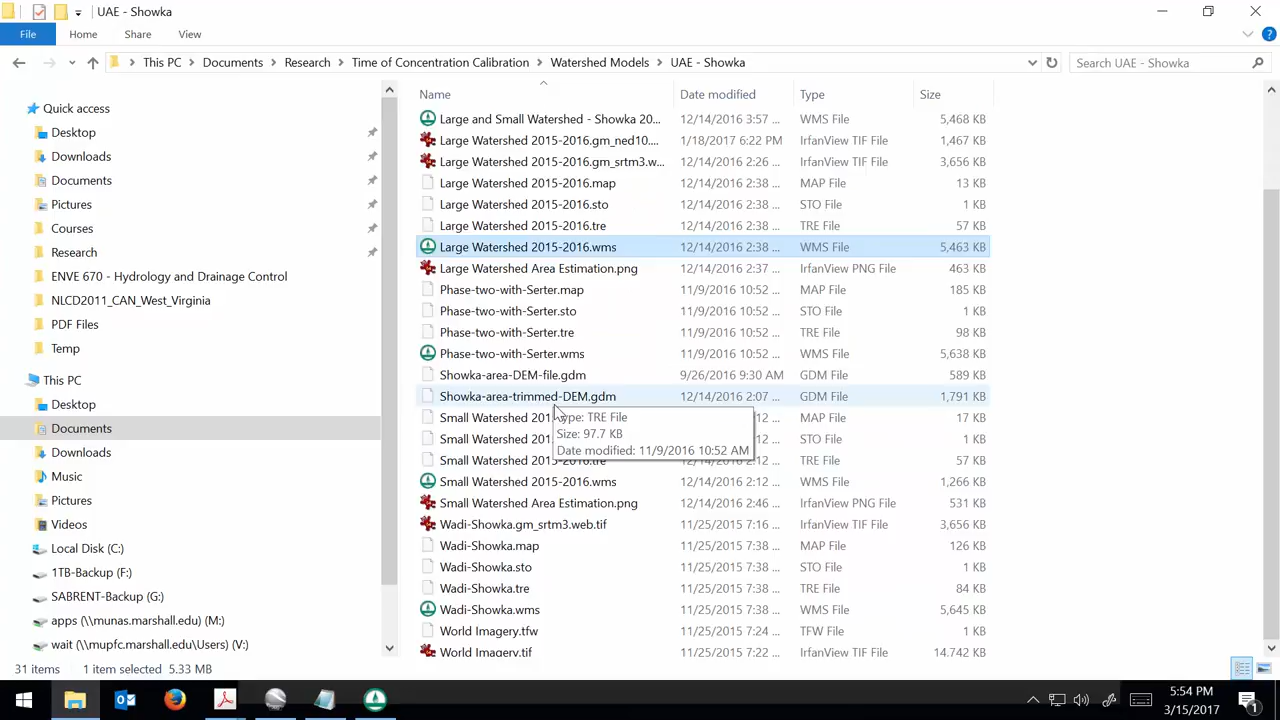 UAE - Showka
File Home Share View
This PC Documents Research Time of Concentration Calibration Watershed Models UAE - Showka
Search UAE - Showka
Quick access
Desktop
Downloads
Documents
Pictures
Courses
Research
ENVE 670 - Hydrology and Drainage Control
NLCD2011_CAN_West_Virginia
PDF Files
Temp
This PC
Desktop
Documents
Downloads
Music
Pictures
Videos
Local Disk (C:)
1TB-Backup (F:)
SABRENT-Backup (G:)
apps (\\munas.marshall.edu) (M:)
wait (\\mupfc.marshall.edu\Users) (V:)
Name Date modified Type Size
Large and Small Watershed - Showka 20... 12/14/2016 3:57 ... WMS File 5,468 KB
Large Watershed 2015-2016.gm_ned10.... 1/18/2017 6:22 PM IrfanView TIF File 1,467 KB
Large Watershed 2015-2016.gm_srtm3.w... 12/14/2016 2:26 ... IrfanView TIF File 3,656 KB
Large Watershed 2015-2016.map 12/14/2016 2:38 ... MAP File 13 KB
Large Watershed 2015-2016.sto 12/14/2016 2:38 ... STO File 1 KB
Large Watershed 2015-2016.tre 12/14/2016 2:38 ... TRE File 57 KB
Large Watershed 2015-2016.wms 12/14/2016 2:38 ... WMS File 5,463 KB
Large Watershed Area Estimation.png 12/14/2016 2:37 ... IrfanView PNG File 463 KB
Phase-two-with-Serter.map 11/9/2016 10:52 ... MAP File 185 KB
Phase-two-with-Serter.sto 11/9/2016 10:52 ... STO File 1 KB
Phase-two-with-Serter.tre 11/9/2016 10:52 ... TRE File 98 KB
Phase-two-with-Serter.wms 11/9/2016 10:52 ... WMS File 5,638 KB
Showka-area-DEM-file.gdm 9/26/2016 9:30 AM GDM File 589 KB
Showka-area-trimmed-DEM.gdm 12/14/2016 2:07 ... GDM File 1,791 KB
Small Watershed 201 :12 ... MAP File 17 KB
Small Watershed 201 :12 ... STO File 1 KB
Small Watershed 2015-2016.tre :12 ... TRE File 57 KB
Type: TRE File
Size: 97.7 KB
Date modified: 11/9/2016 10:52 AM
Small Watershed 2015-2016.wms 12/14/2016 2:12 ... WMS File 1,266 KB
Small Watershed Area Estimation.png 12/14/2016 2:46 ... IrfanView PNG File 531 KB
Wadi-Showka.gm_srtm3.web.tif 11/25/2015 7:16 ... IrfanView TIF File 3,656 KB
Wadi-Showka.map 11/25/2015 7:38 ... MAP File 126 KB
Wadi-Showka.sto 11/25/2015 7:38 ... STO File 1 KB
Wadi-Showka.tre 11/25/2015 7:38 ... TRE File 84 KB
Wadi-Showka.wms 11/25/2015 7:38 ... WMS File 5,645 KB
World Imagery.tfw 11/25/2015 7:24 ... TFW File 1 KB
World Imagery.tif 11/25/2015 7:22 ... IrfanView TIF File 14,742 KB
31 items 1 item selected 5.33 MB
5:54 PM
3/15/2017
1